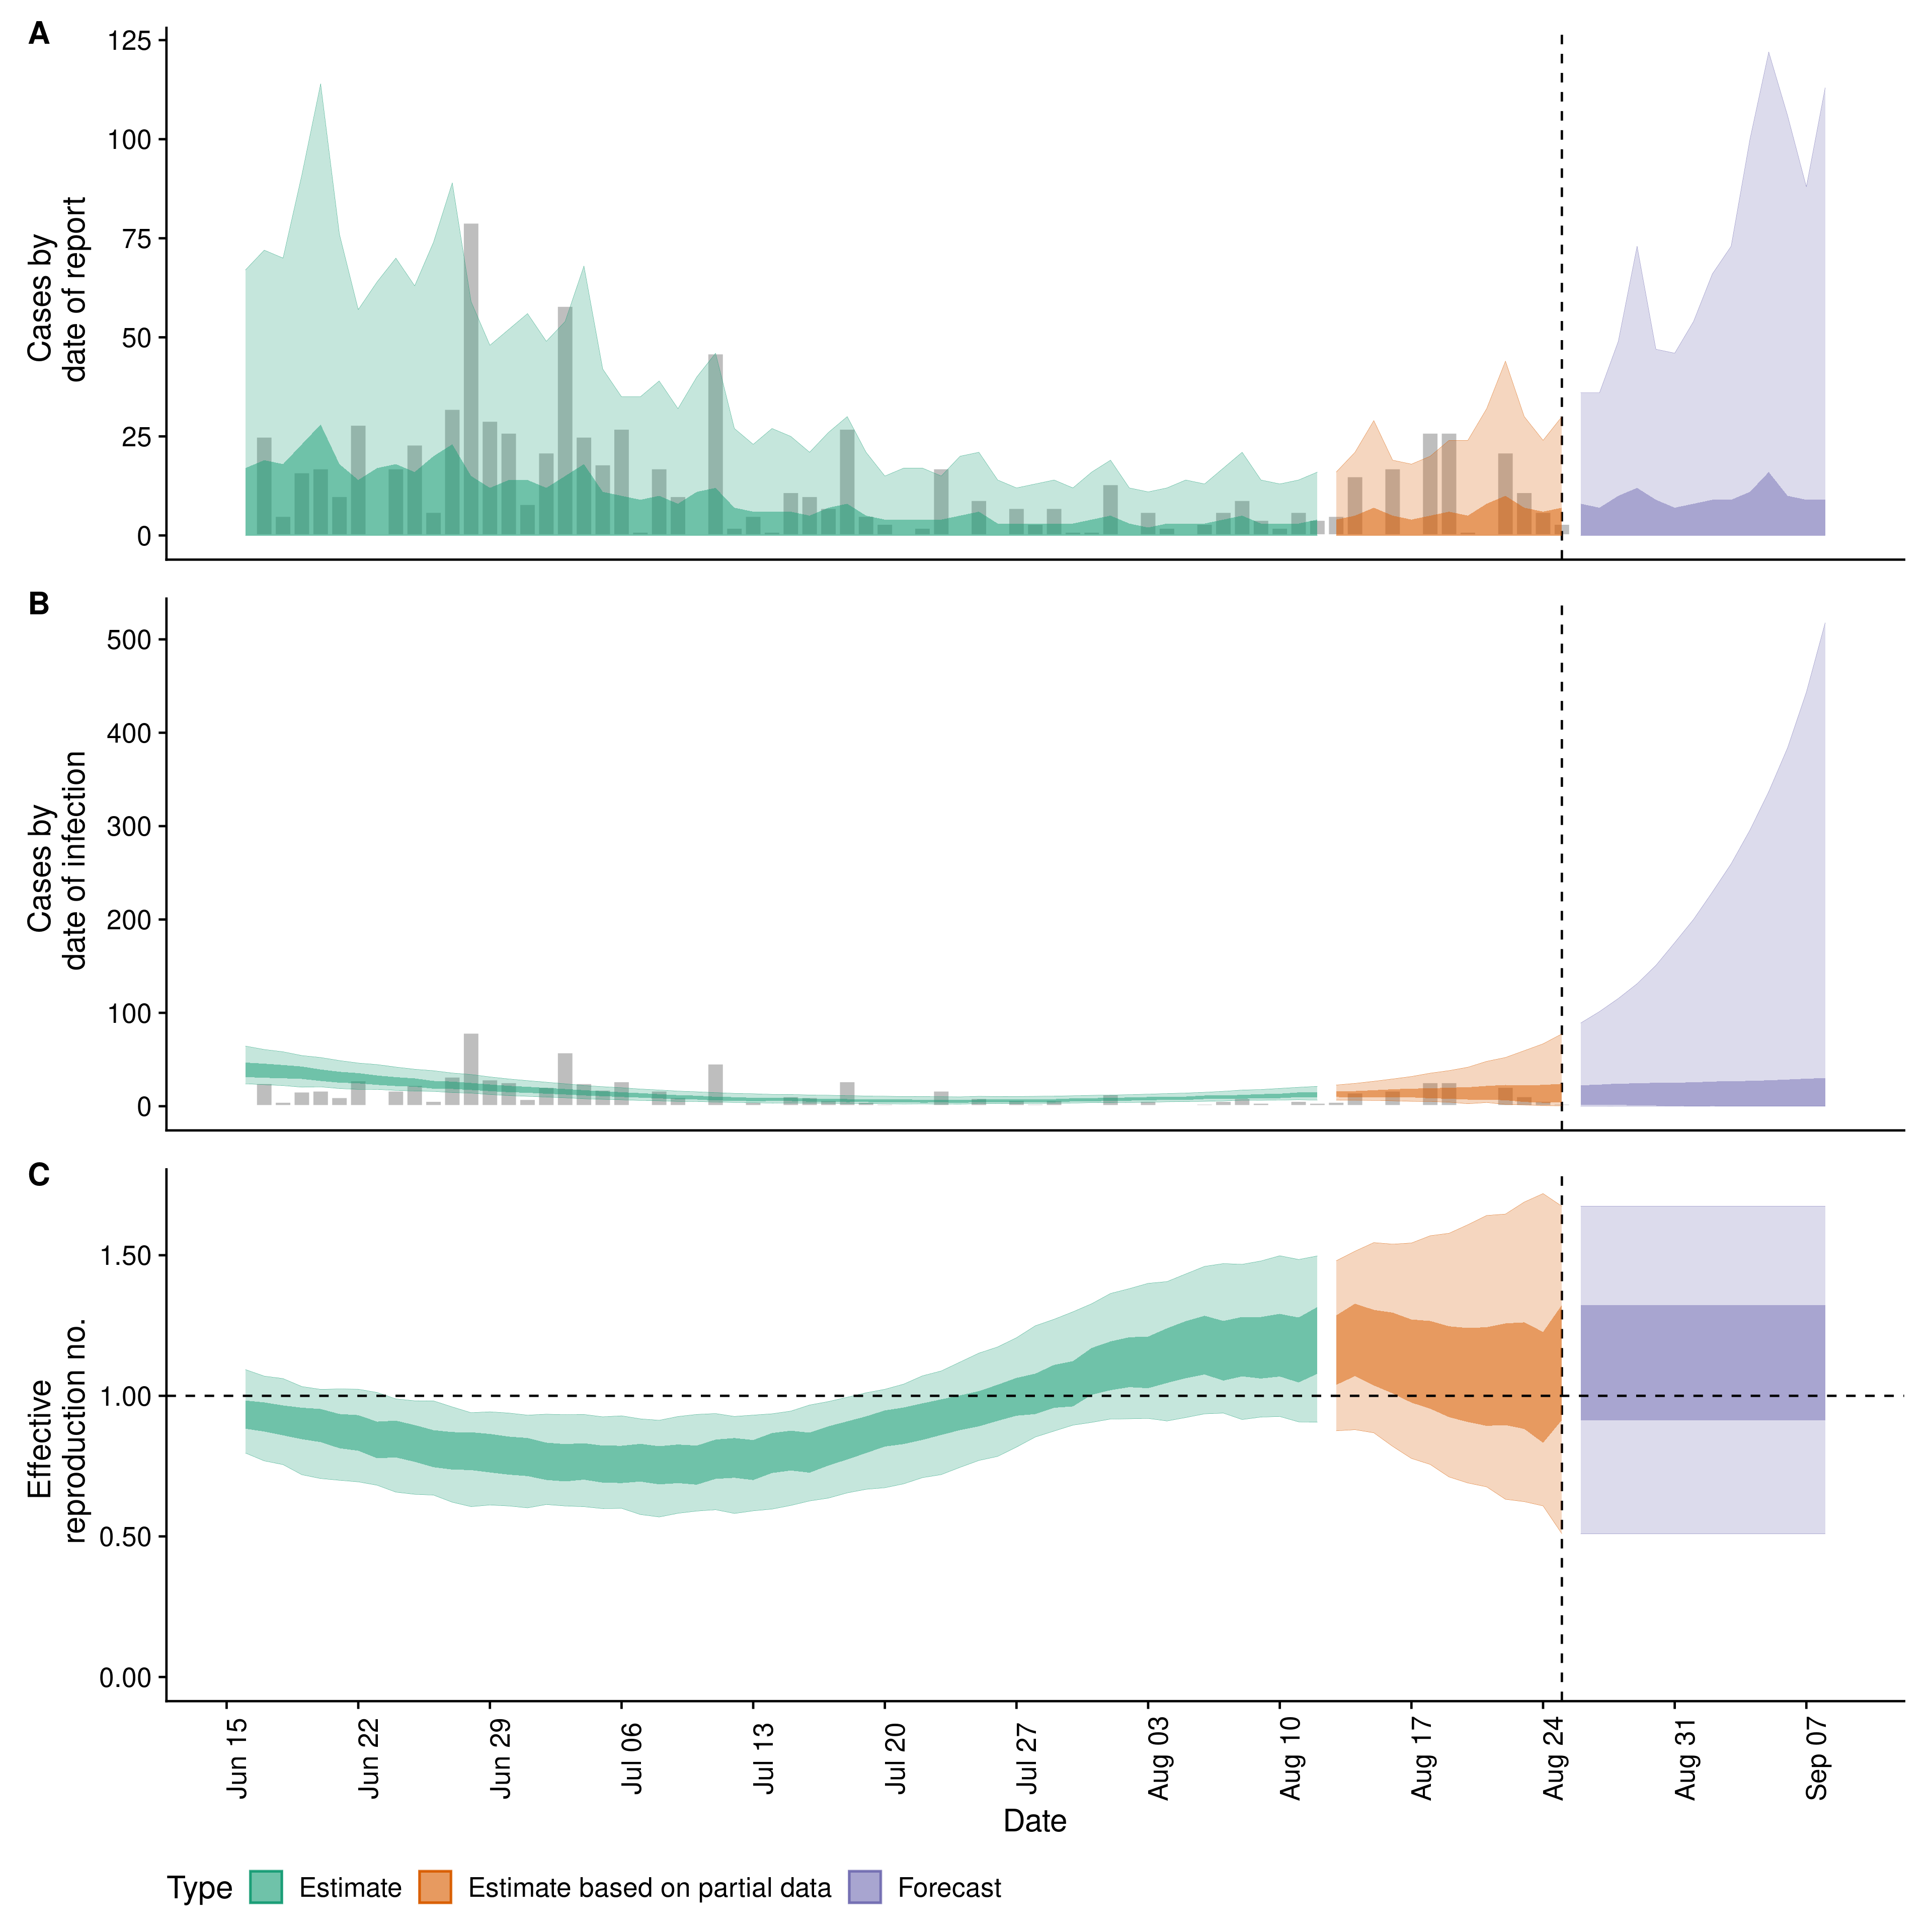 A
125
100
75
50
25
0
Cases by
date of report
B
500
400
300
200
100
0
Cases by
date of infection
C
1.50
1.00
0.50
0.00
Effective
reproduction no.
Jun 15
Jun 22
Jun 29
Jul 06
Jul 13
Jul 20
Jul 27
Aug 03
Aug 10
Aug 17
Aug 24
Aug 31
Sep 07
Date
Type Estimate Estimate based on partial data Forecast